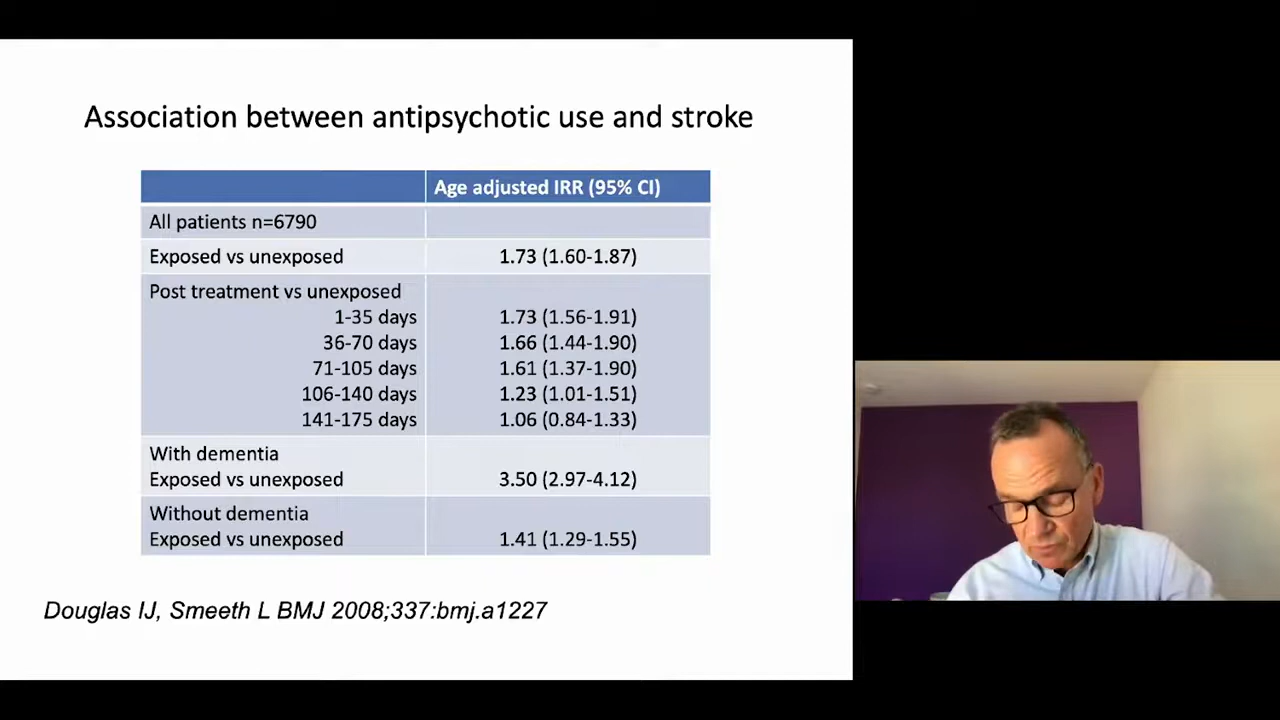 Association between antipsychotic use and stroke
Age adjusted IRR (95% CI)
All patients n=6790
Exposed vs unexposed 1.73 (1.60-1.87)
Post treatment vs unexposed
1-35 days 1.73 (1.56-1.91)
36-70 days 1.66 (1.44-1.90)
71-105 days 1.61 (1.37-1.90)
106-140 days 1.23 (1.01-1.51)
141-175 days 1.06 (0.84-1.33)
With dementia
Exposed vs unexposed 3.50 (2.97-4.12)
Without dementia
Exposed vs unexposed 1.41 (1.29-1.55)
Douglas IJ, Smeeth L BMJ 2008;337:bmj.a1227